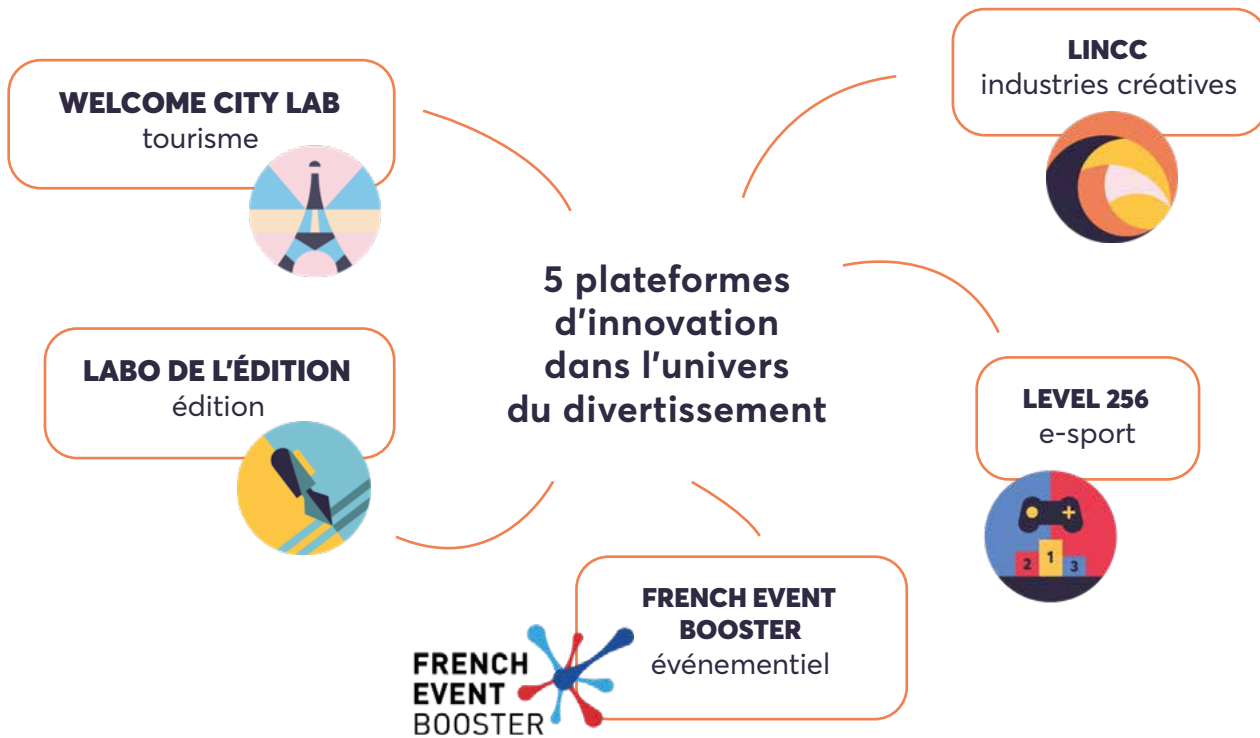 WELCOME CITY LAB
tourisme
LINCC
industries créatives
5 plateformes
d'innovation
dans l'univers
du divertissement
LABO DE L'ÉDITION
édition
LEVEL 256
e-sport
2 1 3
FRENCH EVENT
BOOSTER
événementiel
FRENCH
EVENT
BOOSTER